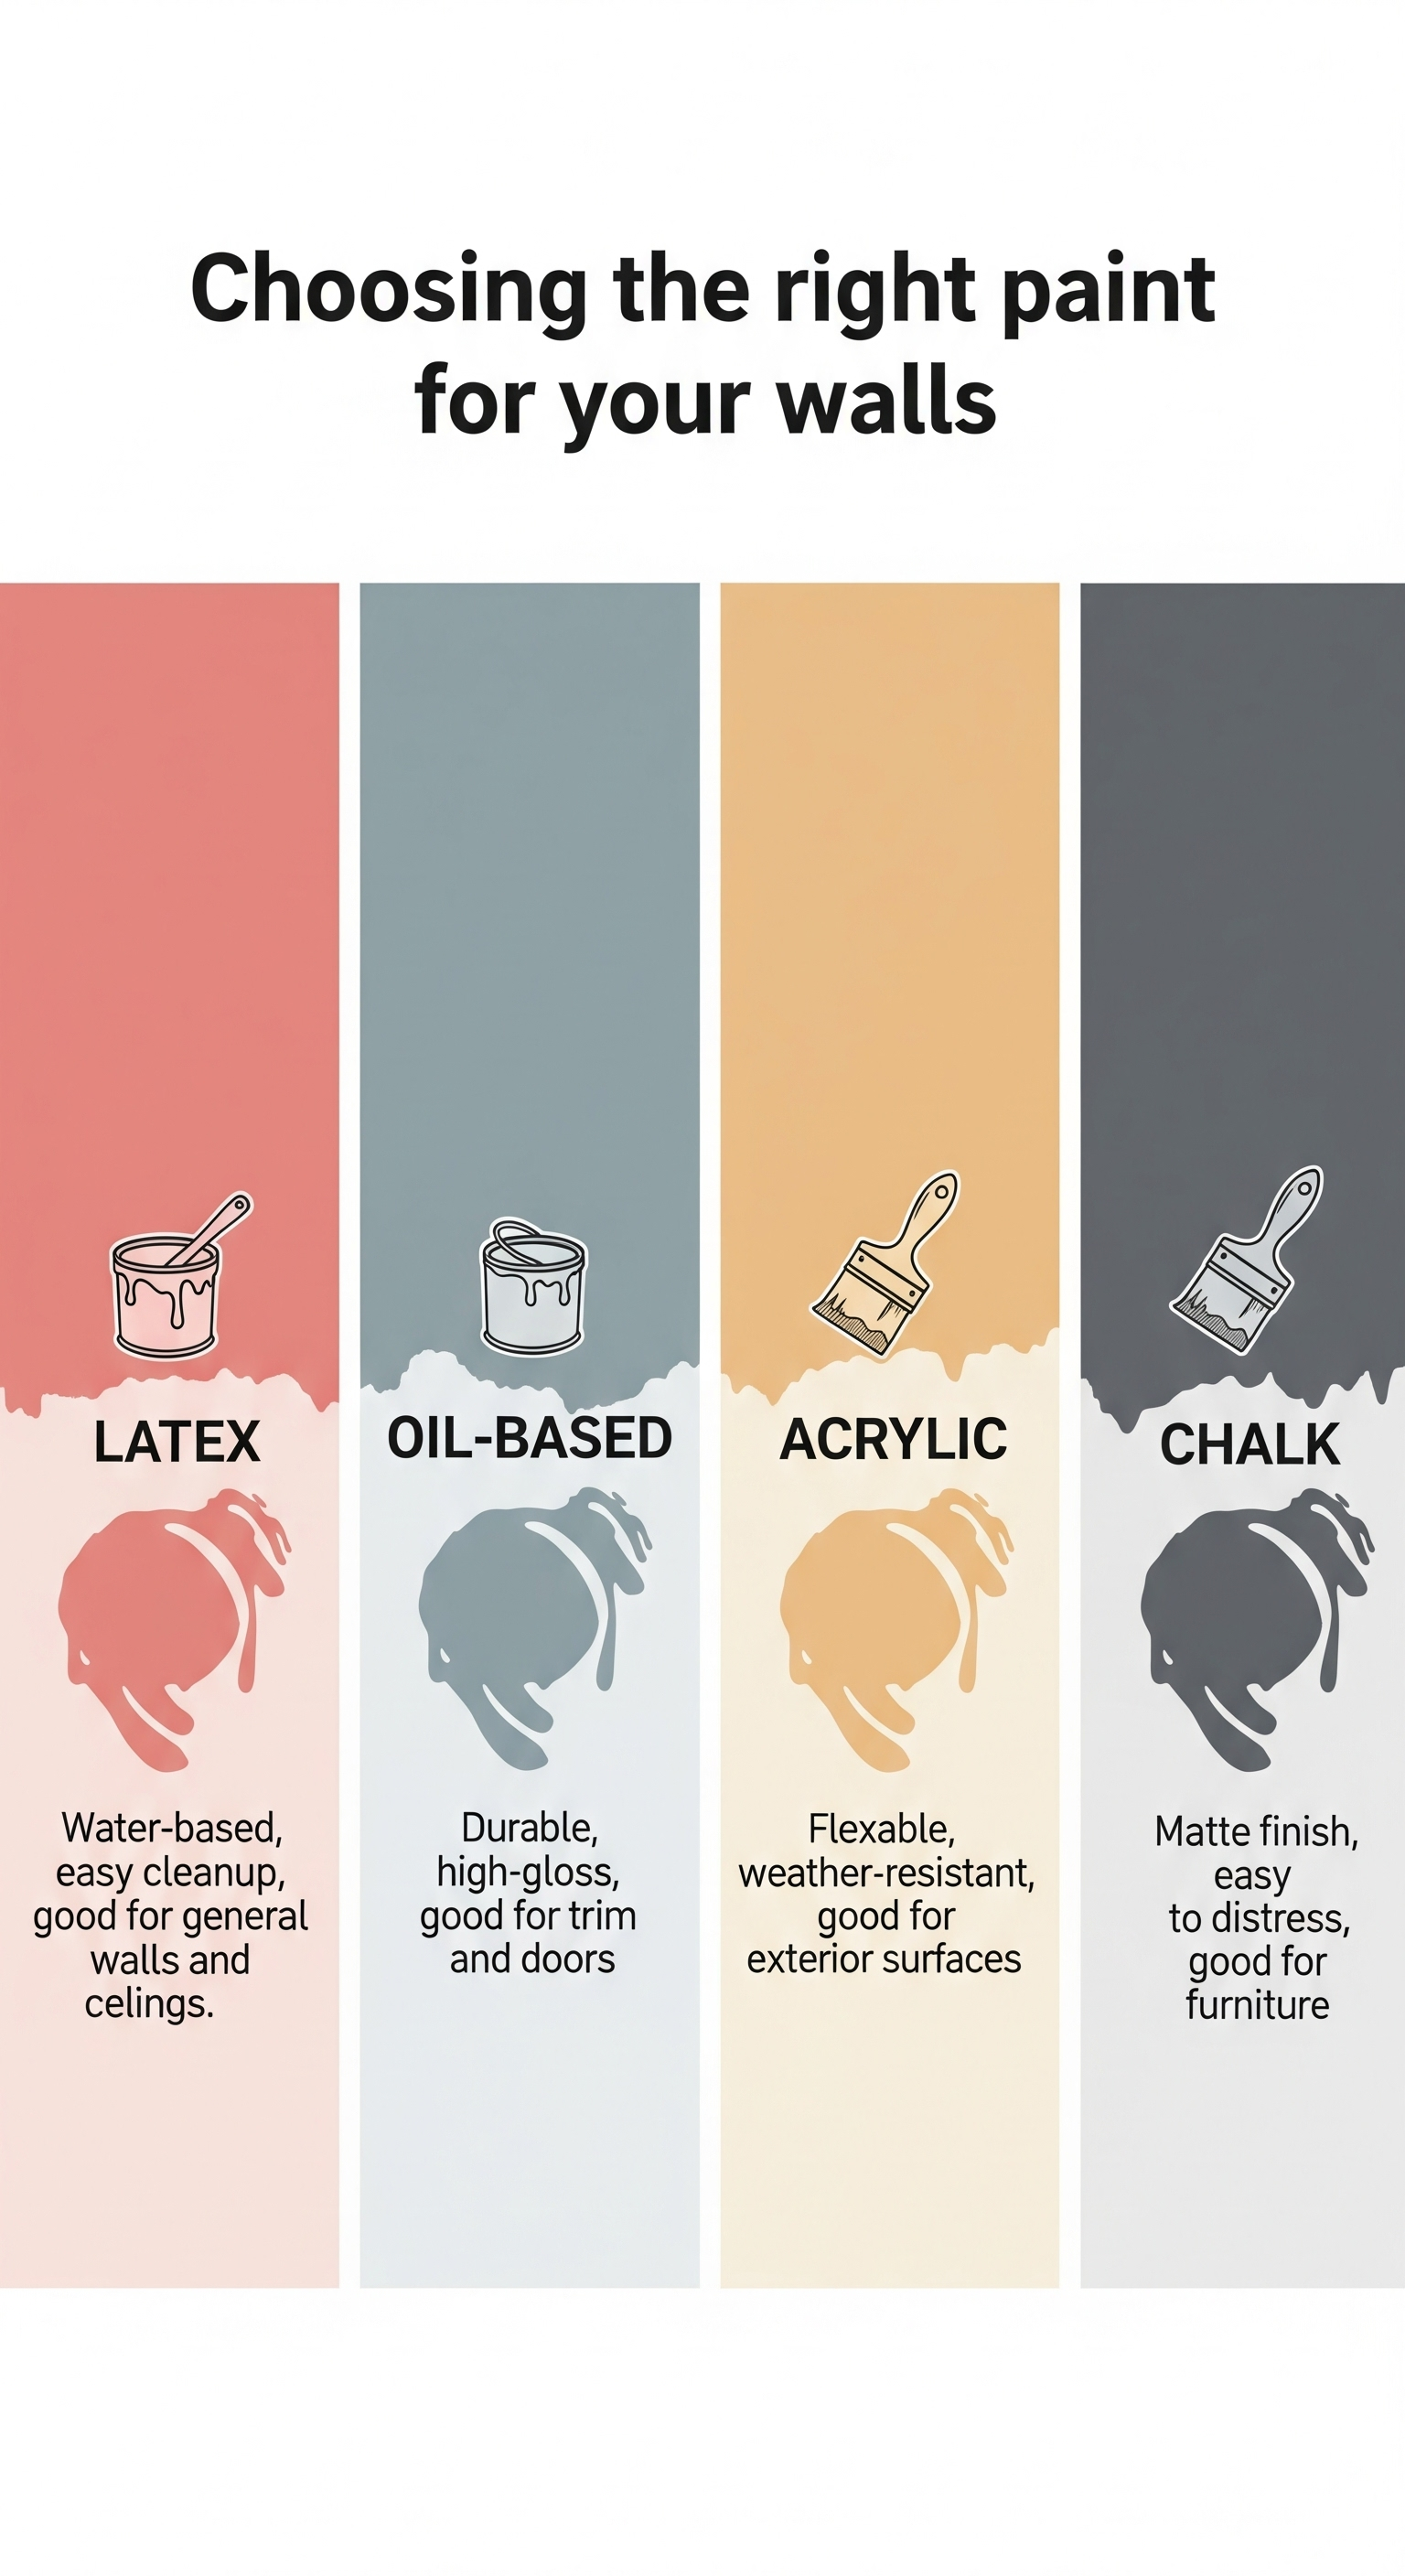 Choosing the right paint
for your walls
LATEX
Water-based,
easy cleanup,
good for general
walls and
celings.
OIL-BASED
Durable,
high-gloss,
good for trim
and doors
ACRYLIC
Flexable,
weather-resistant,
good for
exterior surfaces
CHALK
Matte finish,
easy
to distress,
good for
furniture